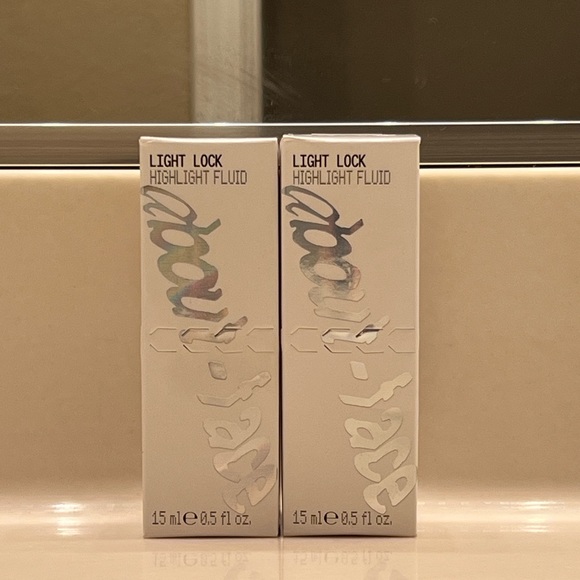 LIGHT LOCK
HIGHLIGHT FLUID
about-face
15 ml e 0.5 fl oz.
LIGHT LOCK
HIGHLIGHT FLUID
about-face
15 ml e 0.5 fl oz.